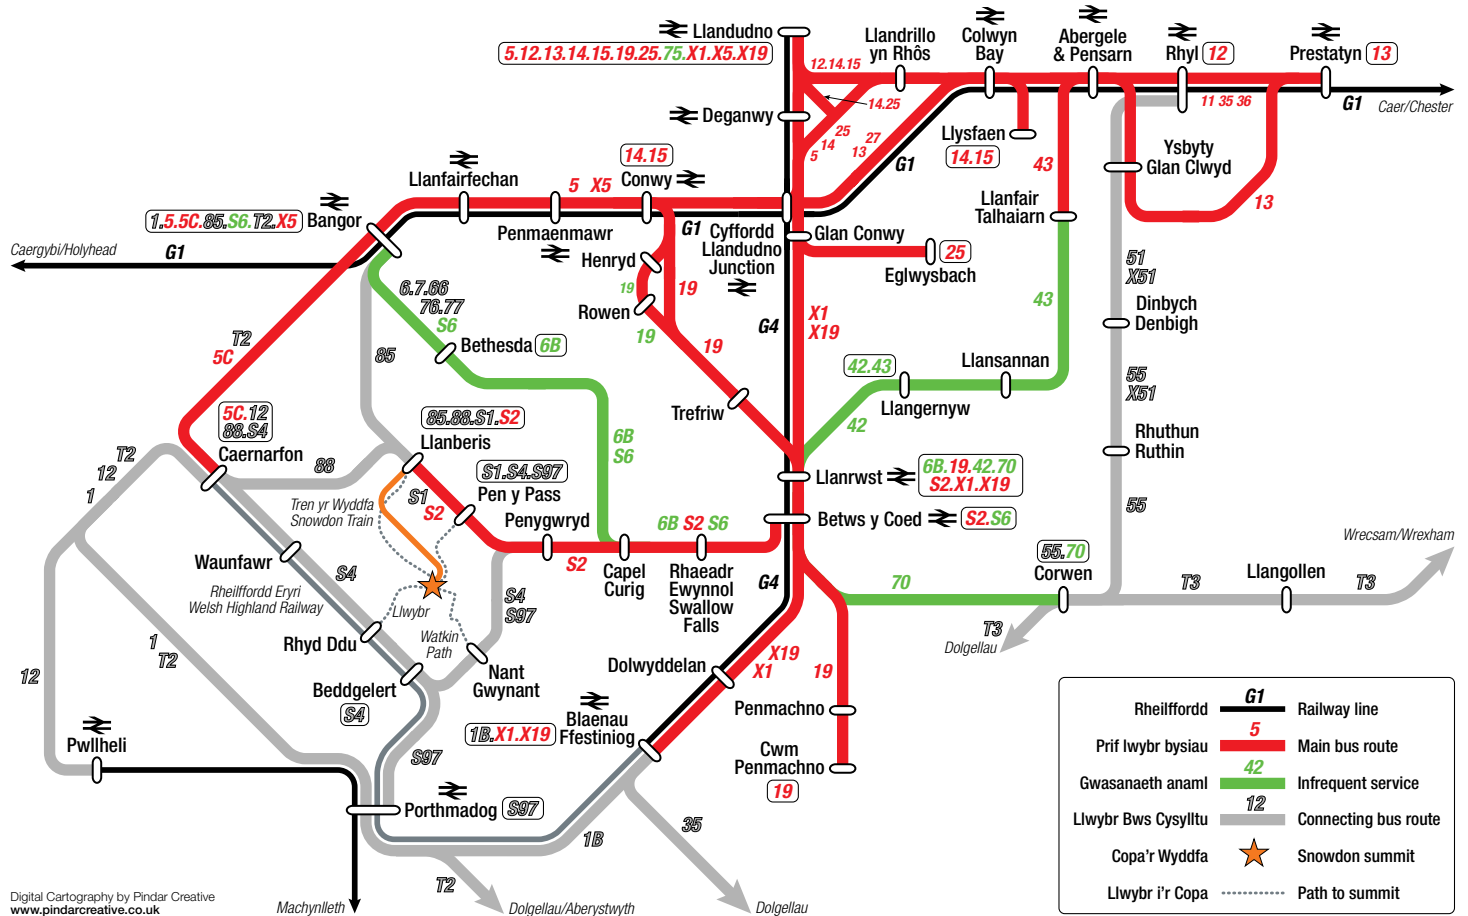 Llandudno
5.12.13.14.15.19.25.75.X1.X5.X19
Llandrillo
yn Rhôs
Colwyn
Bay
Abergele
& Pensarn
Rhyl
12
Prestatyn
13
12.14.15
14.25
11 35 36
G1
Caer/Chester
Deganwy
25
14
5
27
13
G1
Llysfaen
14.15
43
Ysbyty
Glan Clwyd
13
14.15
Conwy
Llanfairfechan
5 X5
1.5.5C.85.S6.T2.X5
Bangor
Penmaenmawr
G1
Cyffordd
Llandudno
Junction
Glan Conwy
Eglwysbach
25
Llanfair
Talhaiarn
Caergybi/Holyhead
G1
Henryd
19
19
Rowen
19
19
6.7.66
76.77
S6
Bethesda
6B
T2
5C
85
G4
X1
X19
43
51
X51
Dinbych
Denbigh
Llansannan
42.43
Llangernyw
42
55
X51
Trefriw
5C.12
88.S4
Caernarfon
85.88.S1.S2
Llanberis
6B
S6
Rhuthun
Ruthin
T2
12
1
88
S1
S2
S1.S4.S97
Pen y Pass
Llanrwst
6B.19.42.70
S2.X1.X19
55
Tren yr Wyddfa
Snowdon Train
Penygwryd
6B S2 S6
Betws y Coed
S2.S6
Waunfawr
S4
S2
Capel
Curig
Rhaeadr
Ewynnol
Swallow
Falls
G4
70
55.70
Corwen
T3
Llangollen
T3
Wrecsam/Wrexham
Rheilffordd Eryri
Welsh Highland Railway
Llwybr
S4
S97
Watkin
Path
T3
Dolgellau
Rhyd Ddu
1
T2
12
Beddgelert
S4
Nant
Gwynant
Dolwyddelan
X19
X1
19
Penmachno
Cwm
Penmachno
19
Pwllheli
S97
1B.X1.X19
Blaenau
Ffestiniog
Porthmadog
S97
1B
35
T2
Machynlleth
Dolgellau/Aberystwyth
Dolgellau
G1
Rheilffordd
Railway line
5
Prif lwybr bysiau
Main bus route
42
Gwasanaeth anaml
Infrequent service
12
Llwybr Bws Cysylltu
Connecting bus route
Copa'r Wyddfa
Snowdon summit
Llwybr i'r Copa
Path to summit
Digital Cartography by Pindar Creative
www.pindarcreative.co.uk